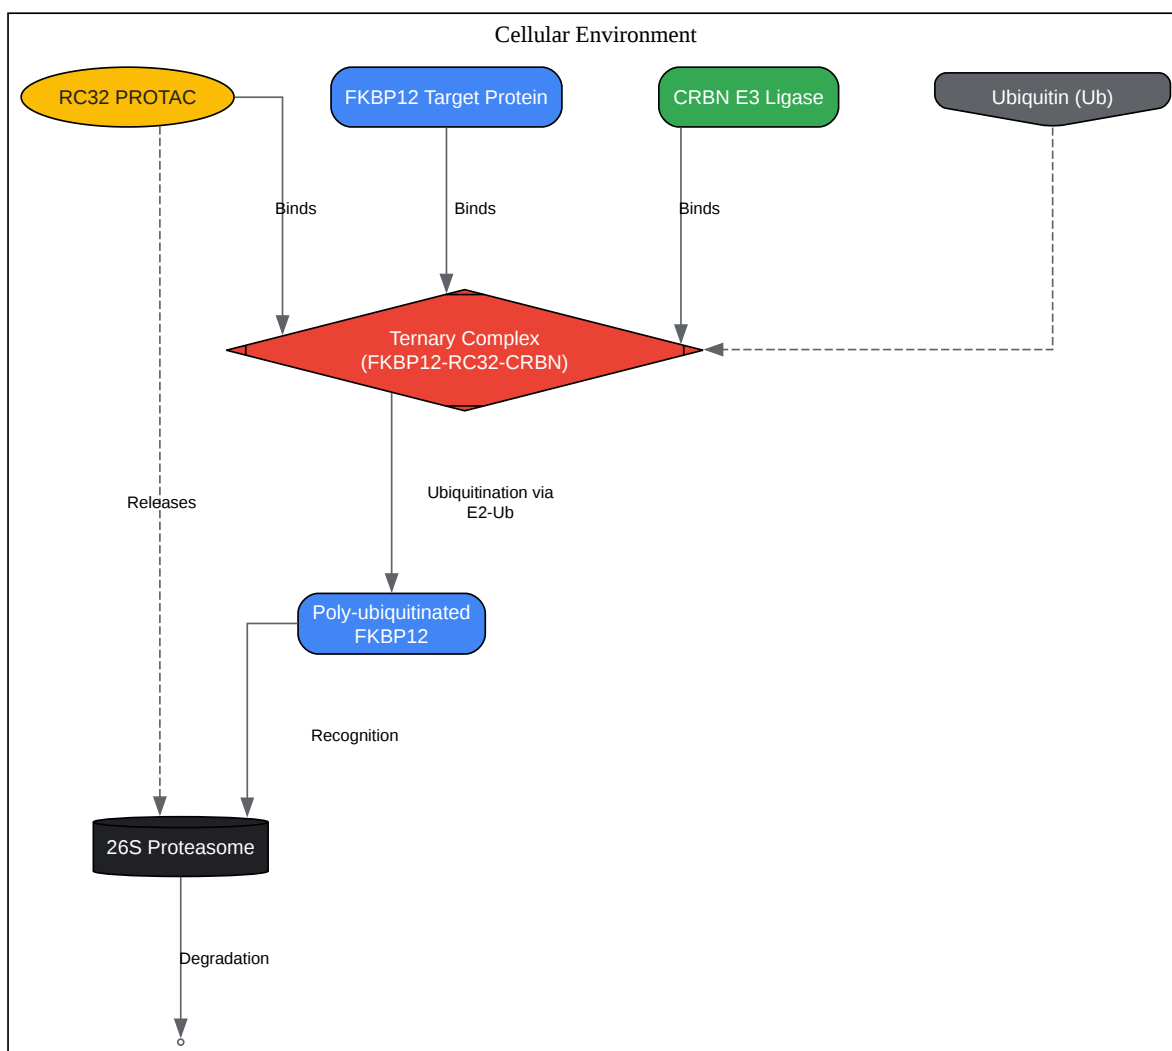 Cellular Environment
RC32 PROTAC
FKBP12 Target Protein
CRBN E3 Ligase
Ubiquitin (Ub)
Binds
Binds
Binds
Ternary Complex
(FKBP12-RC32-CRBN)
Releases
Ubiquitination via
E2-Ub
Poly-ubiquitinated
FKBP12
Recognition
26S Proteasome
Degradation